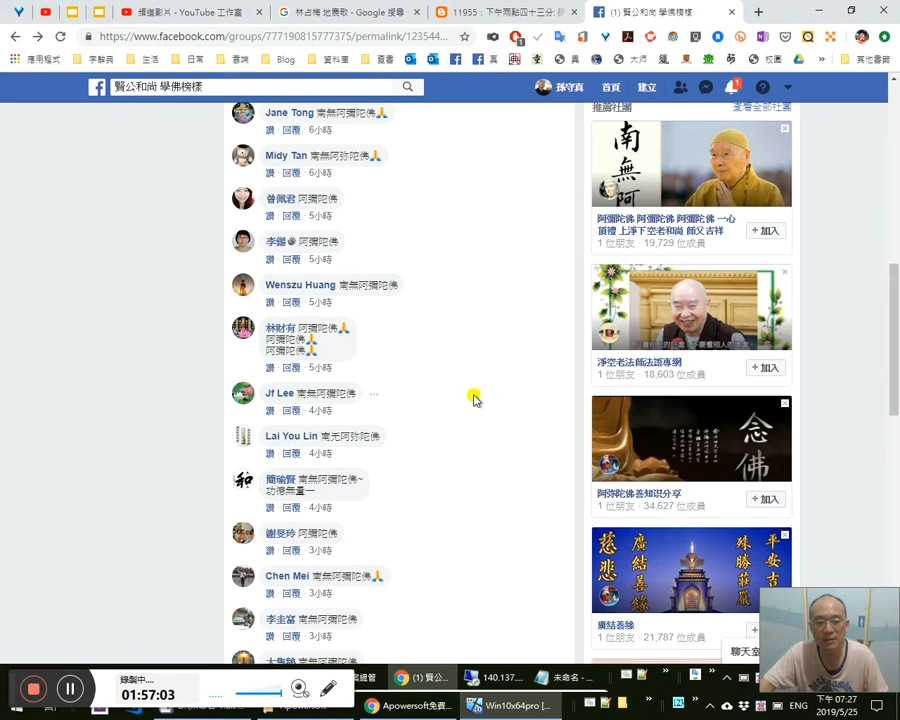 頻道影片 - YouTube 工作室
林占梅 地震歌 - Google 搜尋
11955：下午兩點四十三分:
(1) 賢公和尚 學佛榜樣
https://www.facebook.com/groups/777190815777375/permalink/123544...
應用程式
字辭典
生活
日常
雲端
Blog
資料庫
查書
真
典
異
大師
校園
其他書籤
賢公和尚 學佛榜樣
孫守真
首頁
建立
1
推薦社團
查看全部社團
Jane Tong 南無阿彌陀佛🙏
讚 · 回覆 · 6小時
Midy Tan 南無阿弥陀佛🙏
讚 · 回覆 · 6小時
曾佩君 阿彌陀佛
讚 · 回覆 · 5小時
李錫 阿彌陀佛
讚 · 回覆 · 5小時
Wenszu Huang 南無阿彌陀佛
讚 · 回覆 · 5小時
林財有 阿彌陀佛🙏
阿彌陀佛🙏
阿彌陀佛🙏
讚 · 回覆 · 5小時
Jf Lee 南無阿彌陀佛
讚 · 回覆 · 4小時
Lai You Lin 南无阿弥陀佛
讚 · 回覆 · 4小時
簡瑜賢 南無阿彌陀佛~
功德無量一
讚 · 回覆 · 4小時
謝旻玲 阿彌陀佛
讚 · 回覆 · 3小時
Chen Mei 南無阿彌陀佛🙏
讚 · 回覆 · 3小時
李圭富 南無阿彌陀佛
讚 · 回覆 · 3小時
和
南無阿
阿彌陀佛 阿彌陀佛 阿彌陀佛 一心
頂禮 上淨下空老和尚 師父吉祥
1 位朋友 · 19,729 位成員
+ 加入
淨空老法師法語專網
1 位朋友 · 18,603 位成員
+ 加入
念佛
阿弥陀佛善知识分享
1 位朋友 · 34,627 位成員
+ 加入
慈悲
廣結善緣
殊勝莊嚴
平安吉
廣結善緣
1 位朋友 · 21,787 位成員
聊天室
錄製中....
01:57:03
(1) 賢公...
140.137....
未命名 - ...
Apowersoft免費...
Win10x64pro [...
ENG
下午 07:27
2019/5/25